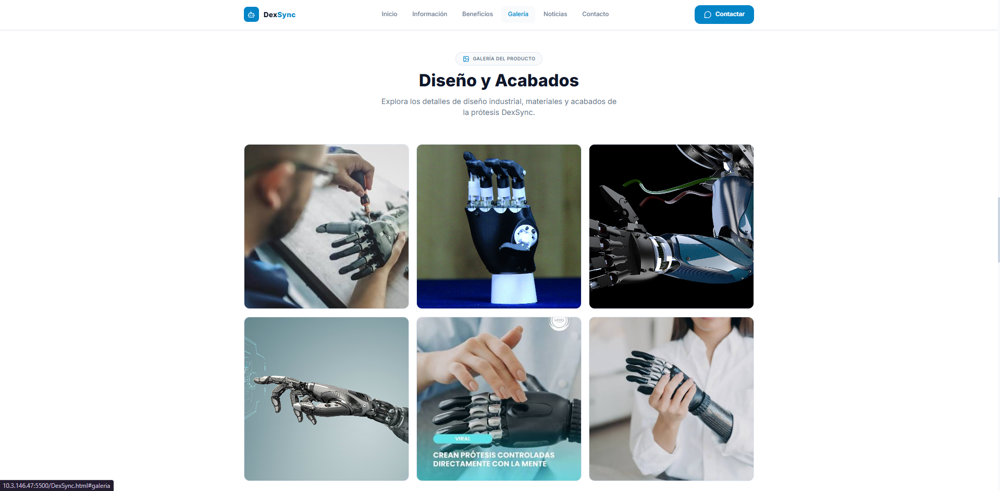 DexSync
Inicio
Información
Beneficios
Galería
Noticias
Contacto
Contactar
GALERÍA DEL PRODUCTO
Diseño y Acabados
Explora los detalles de diseño industrial, materiales y acabados de
la prótesis DexSync.
VITO
VIRAL
CREAN PRÓTESIS CONTROLADAS
DIRECTAMENTE CON LA MENTE
10.3.146.47:5500/DexSync.html#galeria